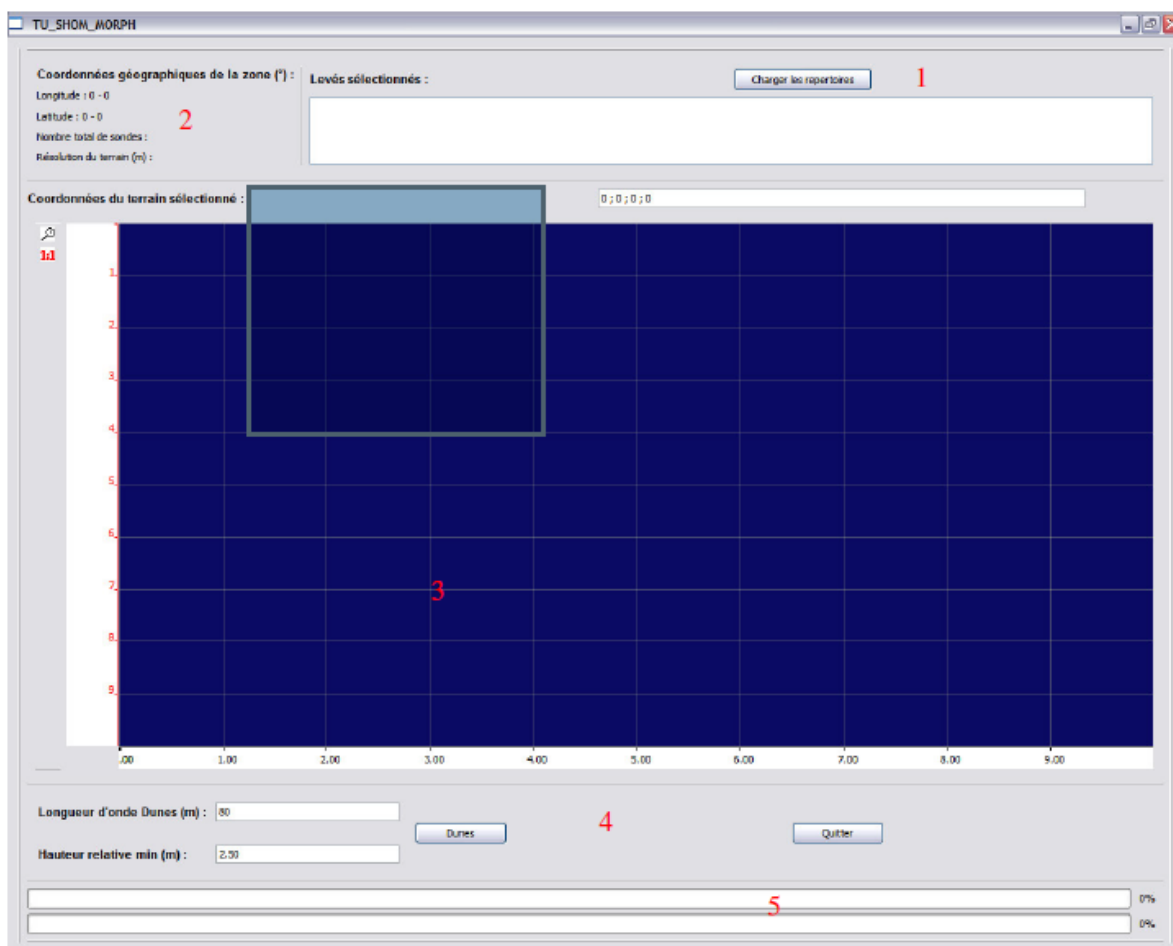 TU_SHOM_MORPH
Coordonnées géographiques de la zone (°) :
Longitude : 0 - 0
Latitude : 0 - 0
Nombre total de sondes :
Résolution du terrain (m) :
2
Levés sélectionnés :
Charger les repertoires
1
Coordonnées du terrain sélectionné :
0;0;0;0
1:1
1.
2.
3.
4.
5.
6.
7.
8.
9.
3
.00 1.00 2.00 3.00 4.00 5.00 6.00 7.00 8.00 9.00
Longueur d'onde Dunes (m) : 80
Hauteur relative min (m) : 2.50
Dunes
4
Quitter
5
0%
0%